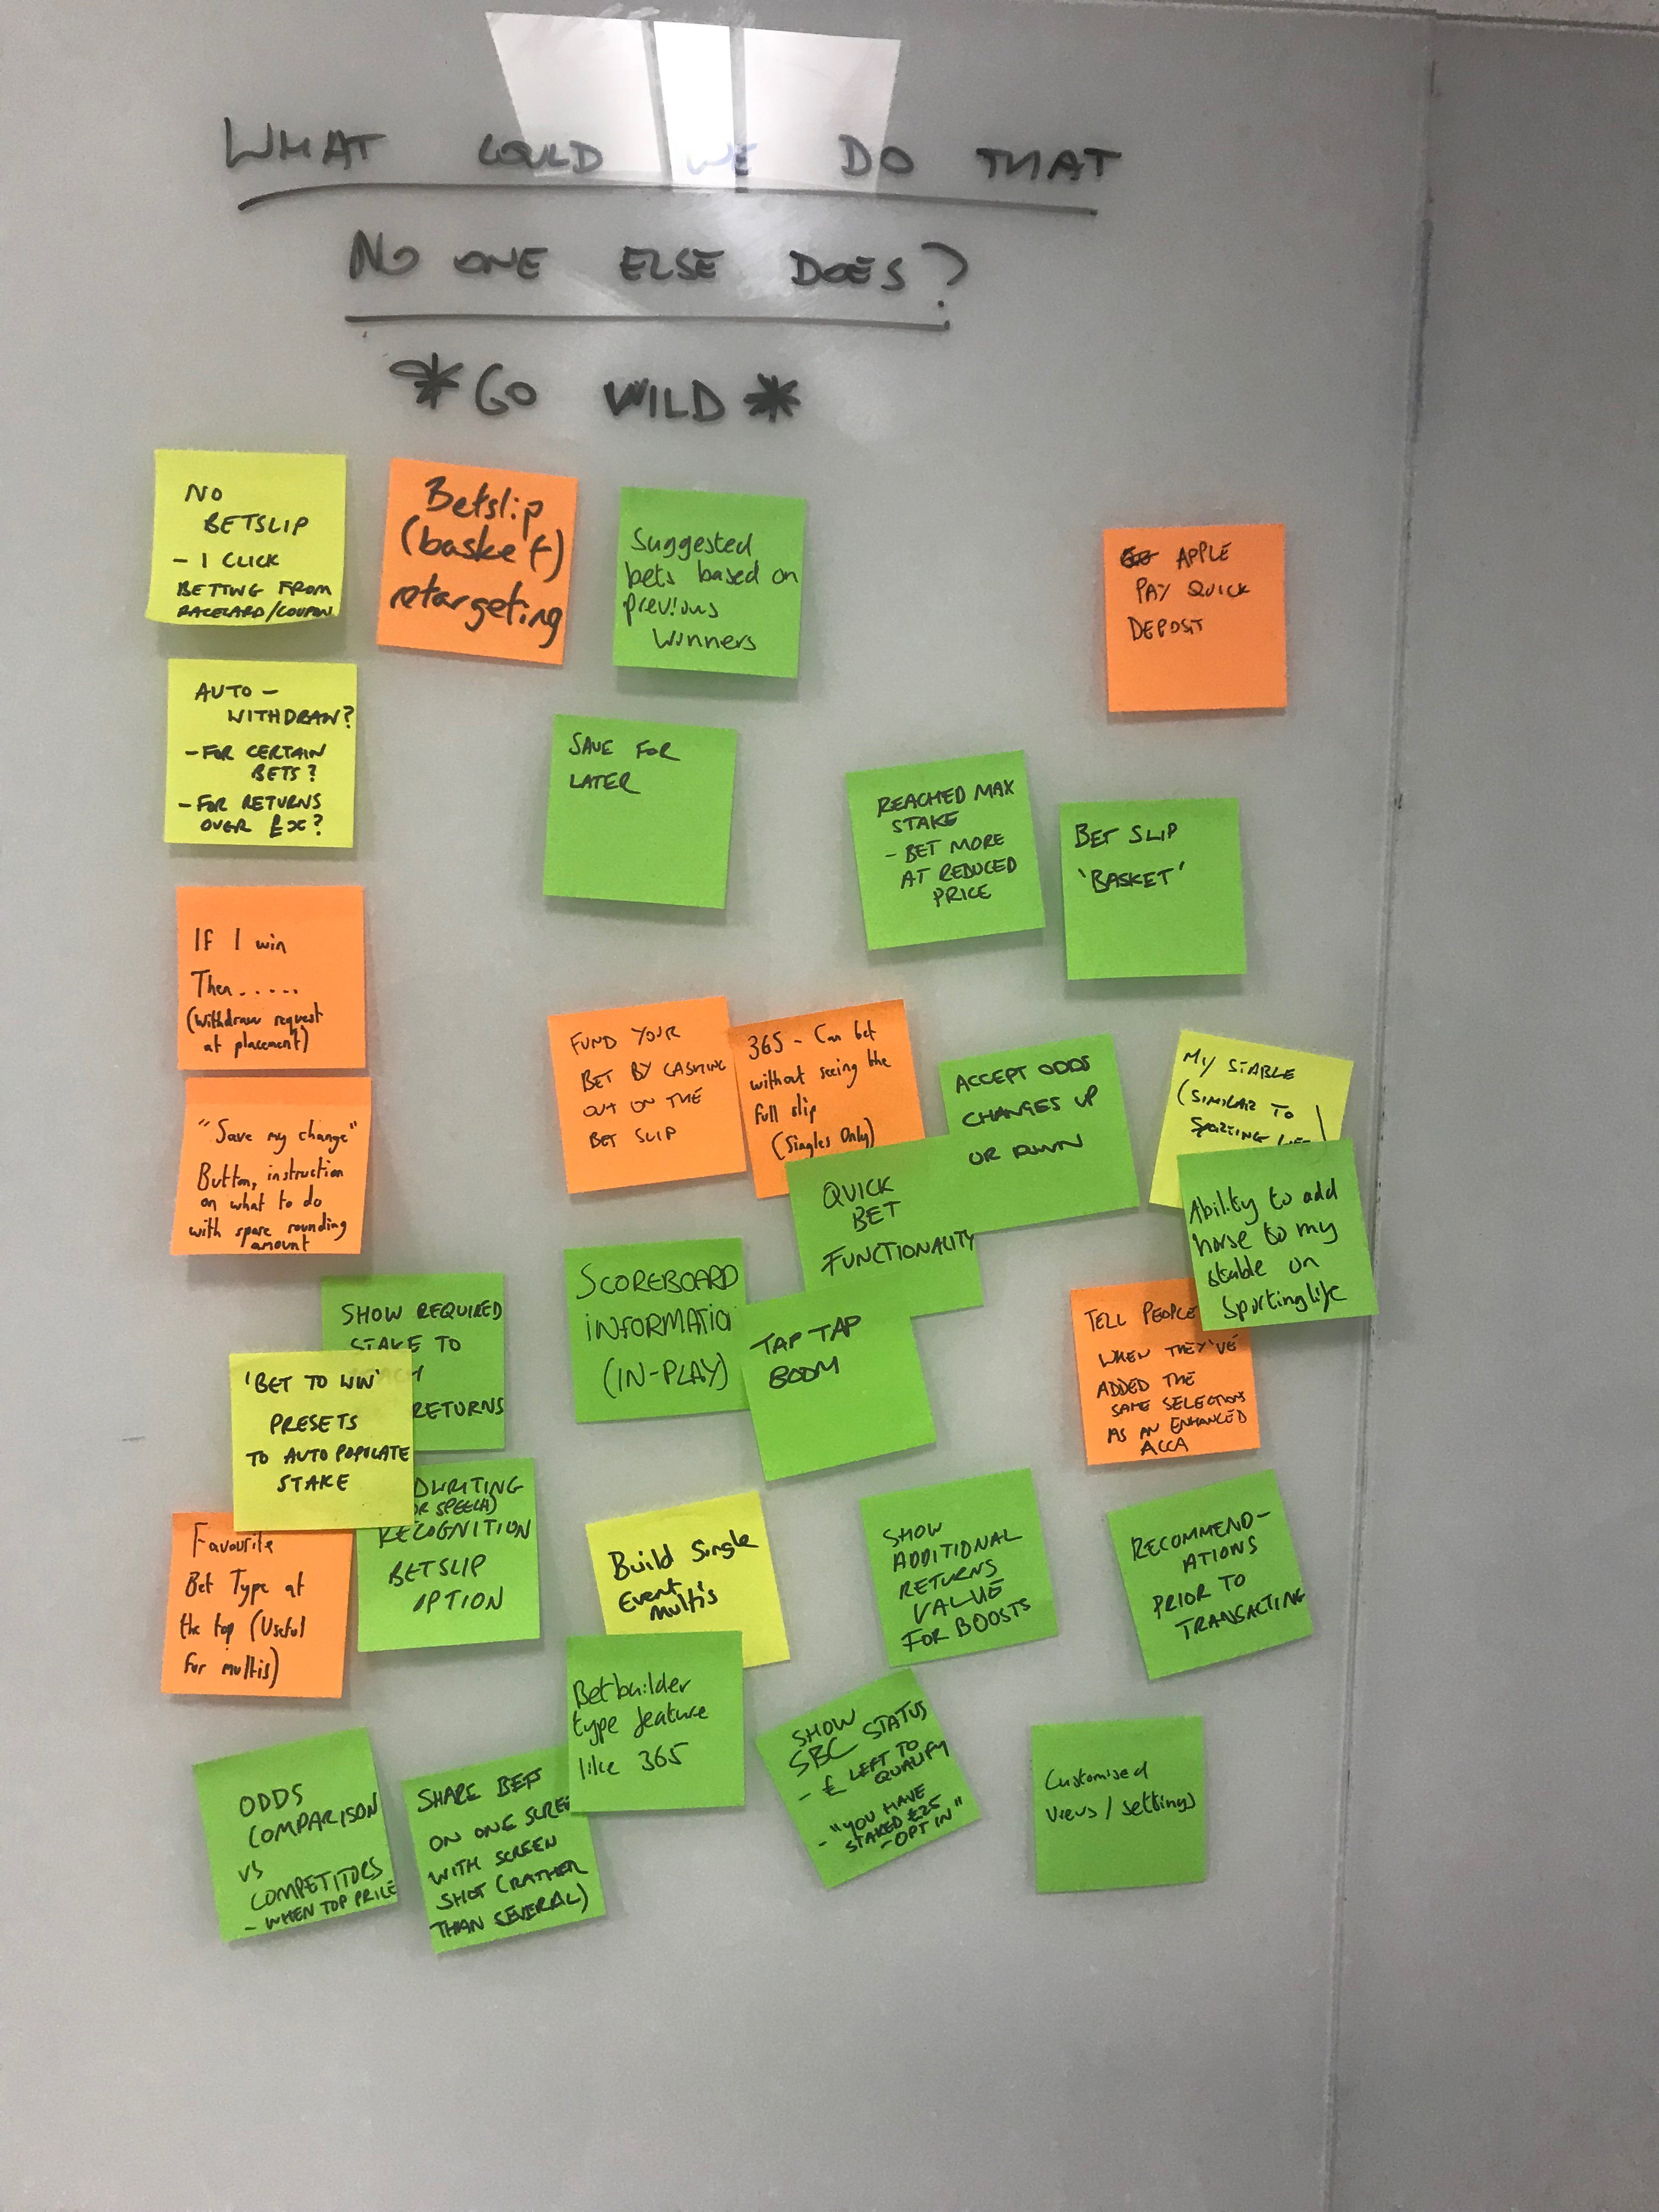 WHAT COULD WE DO THAT
NO ONE ELSE DOES?
*GO WILD*
NO
BETSLIP
- 1 CLICK
BETTING FROM
RACECARD/COUPON
Betslip
(basket)
retargeting
Suggested
bets based on
previous
winners
APPLE
PAY QUICK
DEPOSIT
AUTO-
WITHDRAW?
- FOR CERTAIN
BETS?
- FOR RETURNS
OVER £x?
SAVE FOR
LATER
REACHED MAX
STAKE
- BET MORE
AT REDUCED
PRICE
BET SLIP
'BASKET'
If I win
Then.....
(withdraw request
at placement)
FUND YOUR
BET BY CASHING
OUT ON THE
BET SLIP
365 - Can bet
without seeing the
full slip
(Singles Only)
ACCEPT ODDS
CHANGES UP
OR DOWN
MY STABLE
(SIMILAR TO
SPORTING
"Save my change"
Button, instruction
on what to do
with spare rounding
amount
QUICK
BET
FUNCTIONALITY
Ability to add
horse to my
stable on
Sportinglife
SHOW REQUIRED
STAKE TO
RETURNS
SCOREBOARD
INFORMATIO
(IN-PLAY)
TAP TAP
BOOM
TELL PEOPLE
WHEN THEY'VE
ADDED THE
SAME SELECTIONS
AS AN ENHANCED
ACCA
'BET TO WIN'
PRESETS
TO AUTO POPULATE
STAKE
DWRITING
OR SPEECH)
RECOGNITION
BETSLIP
OPTION
Favourite
Bet Type at
the top (Useful
for multis)
Build Single
Event
multis
SHOW
ADDITIONAL
RETURNS
VALUE
FOR BOOSTS
RECOMMEND-
ATIONS
PRIOR TO
TRANSACTING
Betbuilder
type feature
like 365
ODDS
COMPARISON
VS
COMPETITORS
- WHEN TOP PRICE
SHARE BET
ON ONE SCREE
WITH SCREEN
SHOT (RATHER
THAN SEVERAL)
SHOW
SBC STATUS
- £ LEFT TO
QUALIFY
- "YOU HAVE
STAKED £25
- OPT IN"
Customised
views / settings